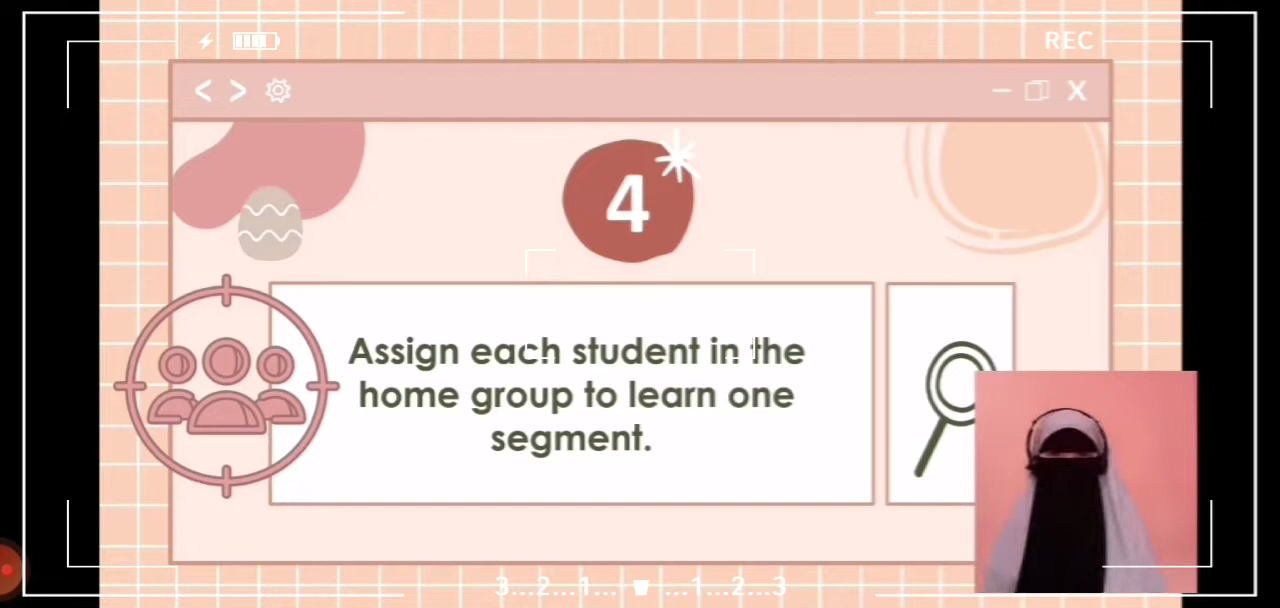 REC
< >
X
4
Assign each student in the
home group to learn one
segment.
3...2...1... ...1...2...3